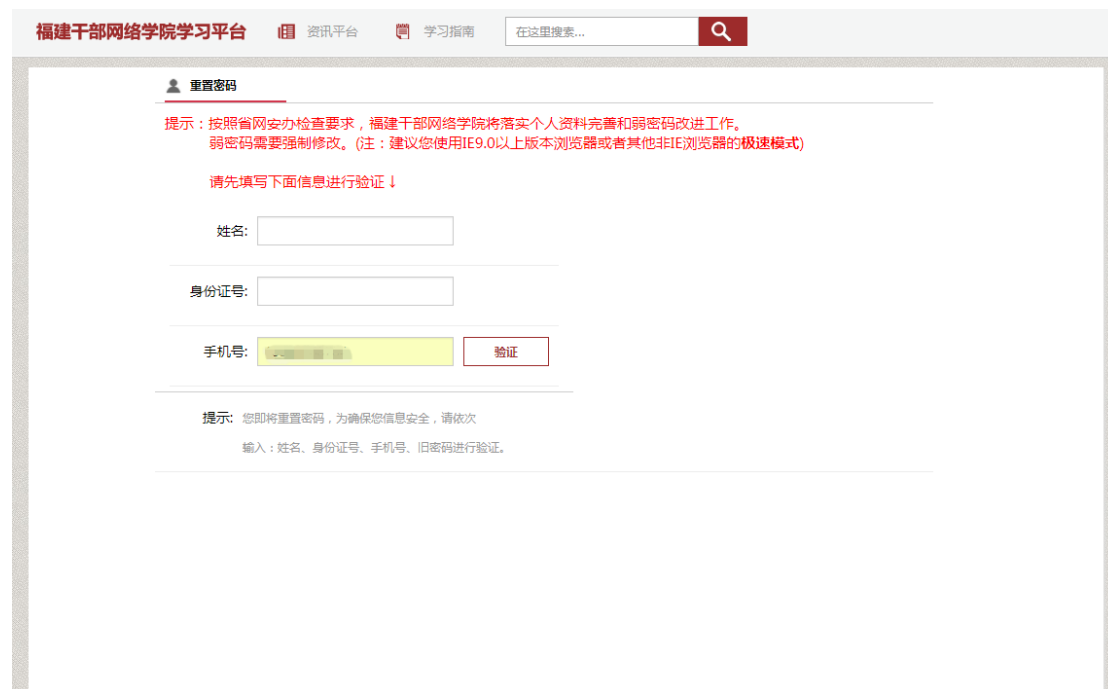 福建干部网络学院学习平台 资讯平台 学习指南 在这里搜索...
重置密码
提示：按照省网安办检查要求，福建干部网络学院将落实个人资料完善和弱密码改进工作。
弱密码需要强制修改。(注：建议您使用IE9.0以上版本浏览器或者其他非IE浏览器的极速模式)
请先填写下面信息进行验证↓
姓名:
身份证号:
手机号: 验证
提示: 您即将重置密码，为确保您信息安全，请依次
输入：姓名、身份证号、手机号、旧密码进行验证。